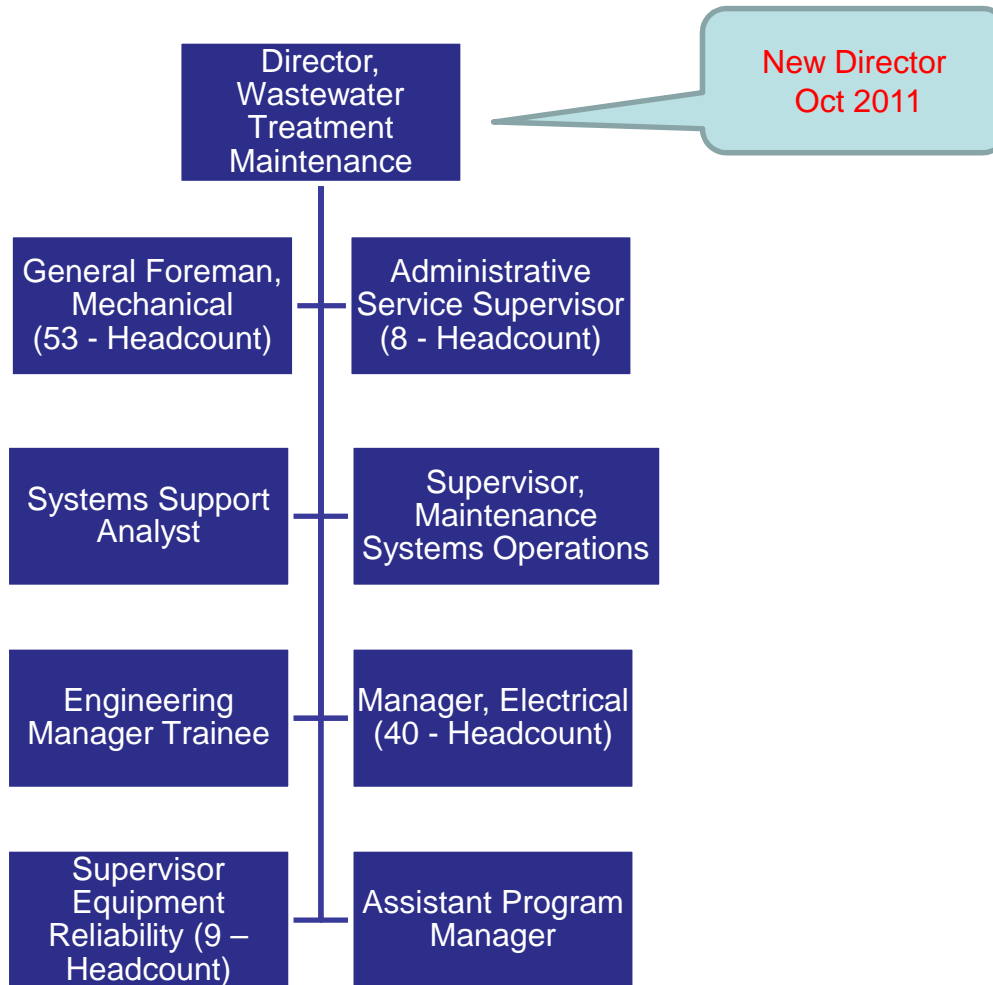 Director,
Wastewater
Treatment
Maintenance
New Director
Oct 2011
General Foreman,
Mechanical
(53 - Headcount)
Administrative
Service Supervisor
(8 - Headcount)
Systems Support
Analyst
Supervisor,
Maintenance
Systems Operations
Engineering
Manager Trainee
Manager, Electrical
(40 - Headcount)
Supervisor
Equipment
Reliability (9 –
Headcount)
Assistant Program
Manager